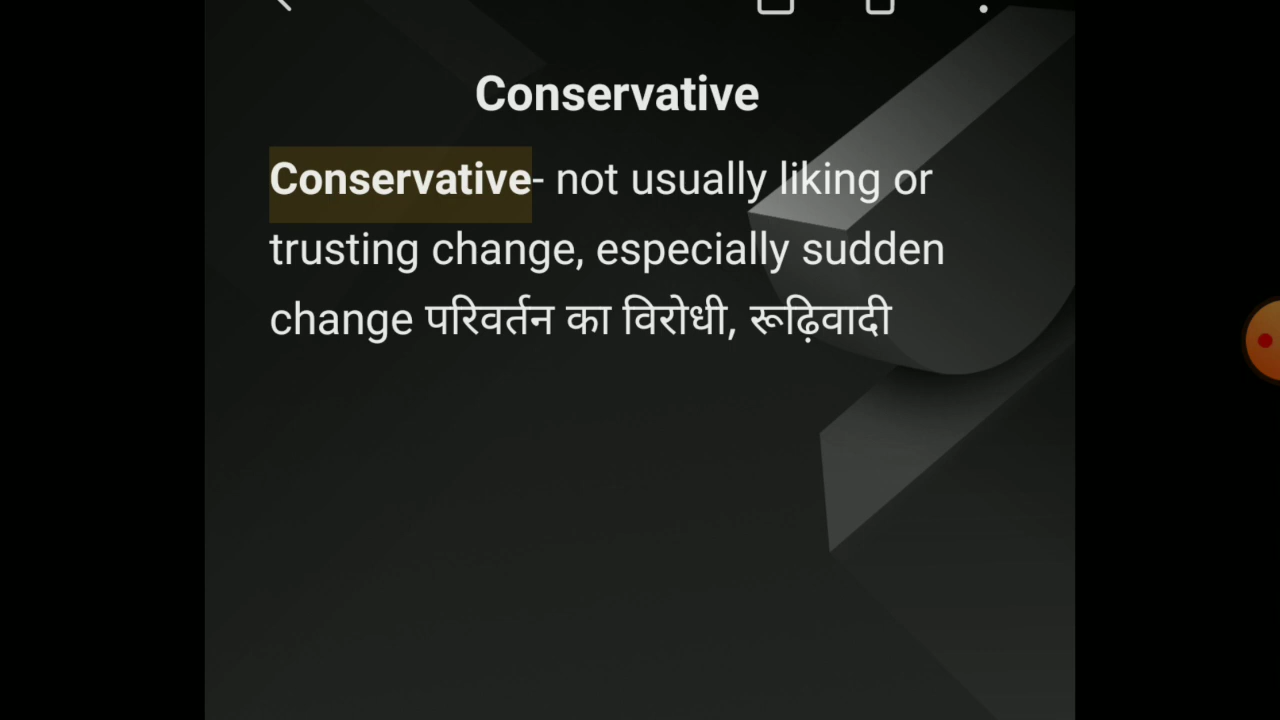 Conservative
Conservative- not usually liking or
trusting change, especially sudden
change परिवर्तन का विरोधी, रूढ़िवादी